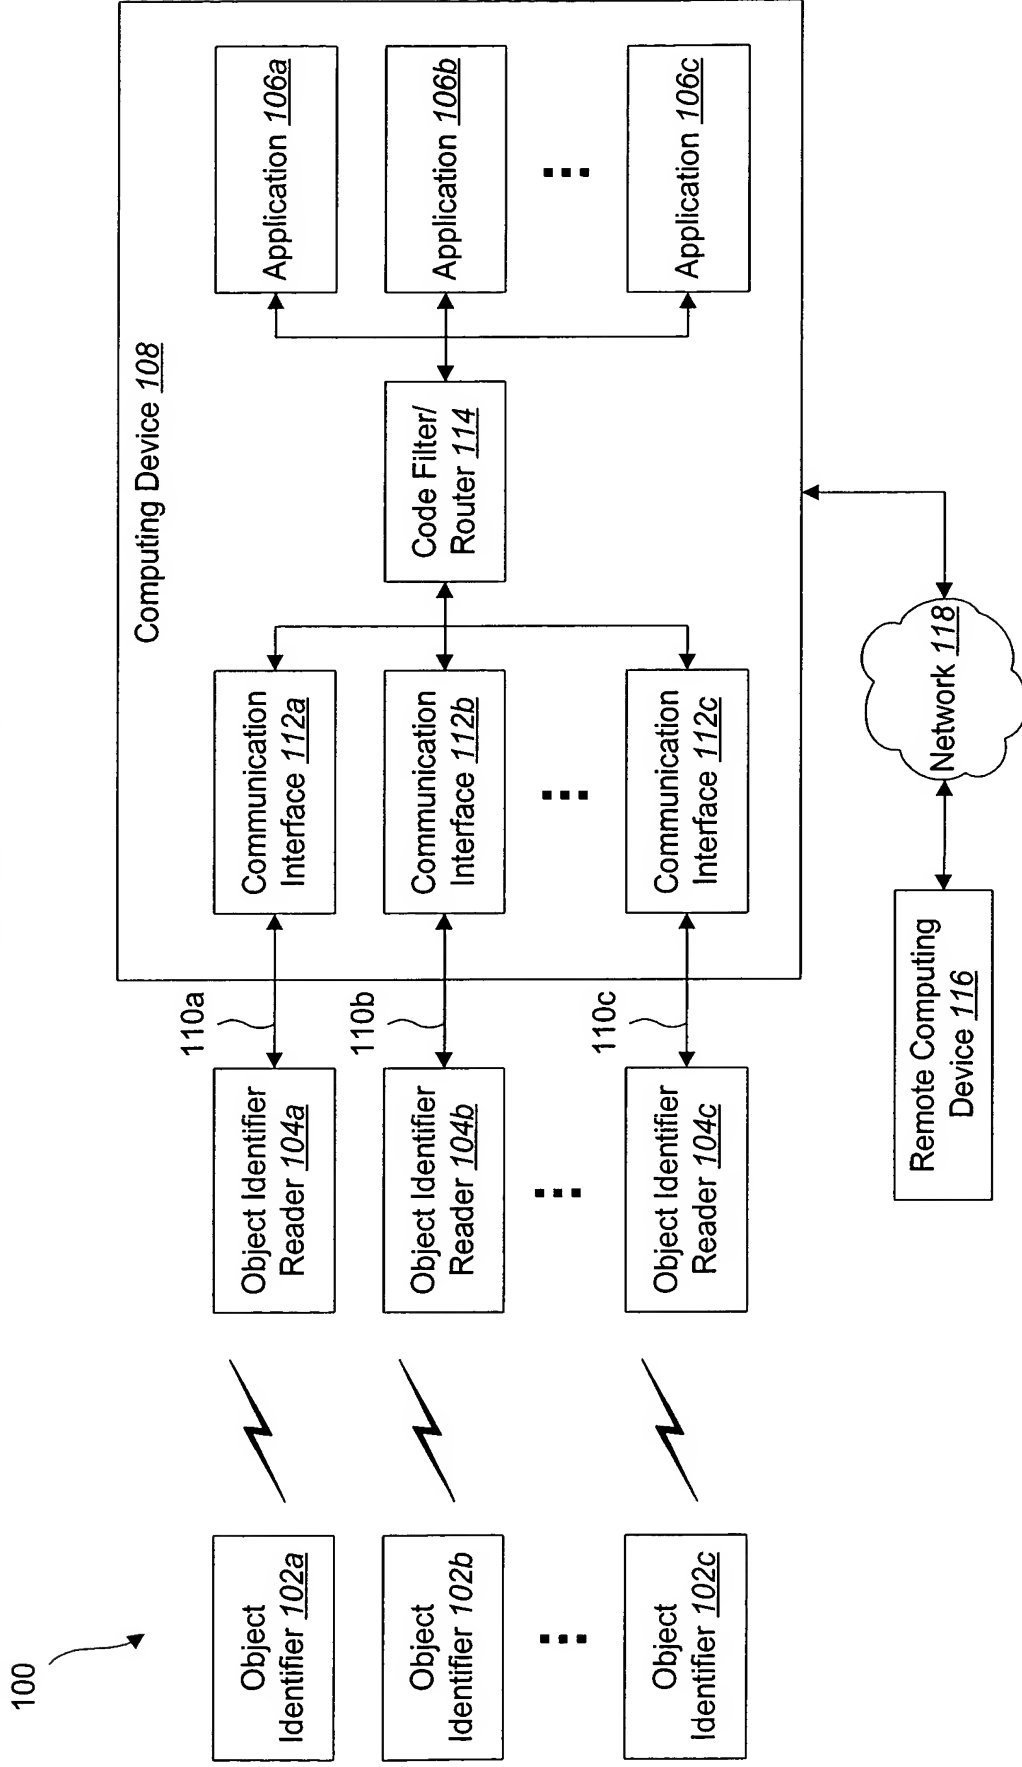 100
Object
Identifier 102a
Object
Identifier 102b
Object
Identifier 102c
Object Identifier
Reader 104a
Object Identifier
Reader 104b
Object Identifier
Reader 104c
110a
110b
110c
Computing Device 108
Communication
Interface 112a
Communication
Interface 112b
Communication
Interface 112c
Code Filter/
Router 114
Application 106a
Application 106b
Application 106c
Remote Computing
Device 116
Network 118